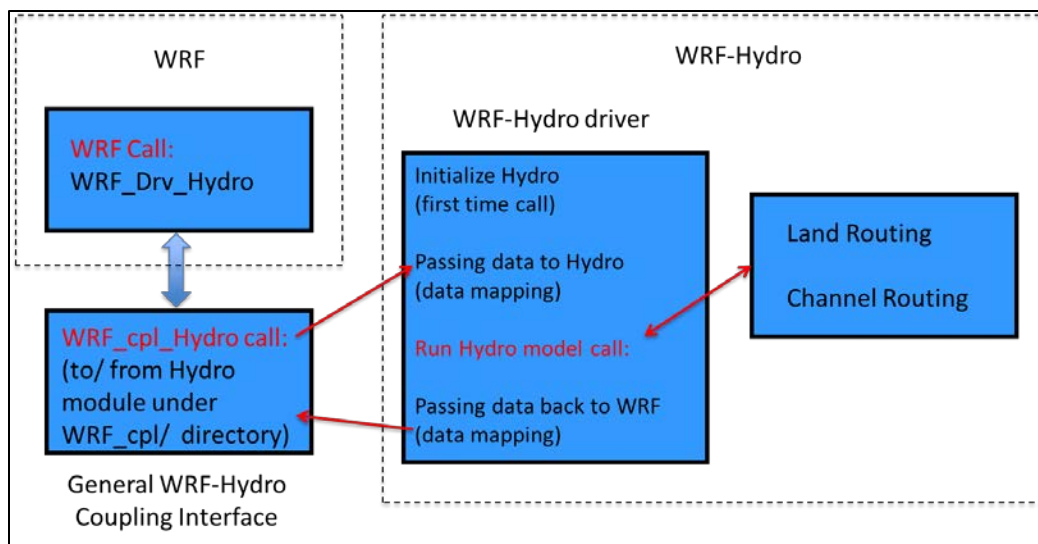 WRF
WRF Call:
WRF_Drv_Hydro
WRF_cpl_Hydro call:
(to/ from Hydro
module under
WRF_cpl/ directory)
General WRF-Hydro
Coupling Interface
WRF-Hydro
WRF-Hydro driver
Initialize Hydro
(first time call)
Passing data to Hydro
(data mapping)
Run Hydro model call:
Passing data back to WRF
(data mapping)
Land Routing
Channel Routing